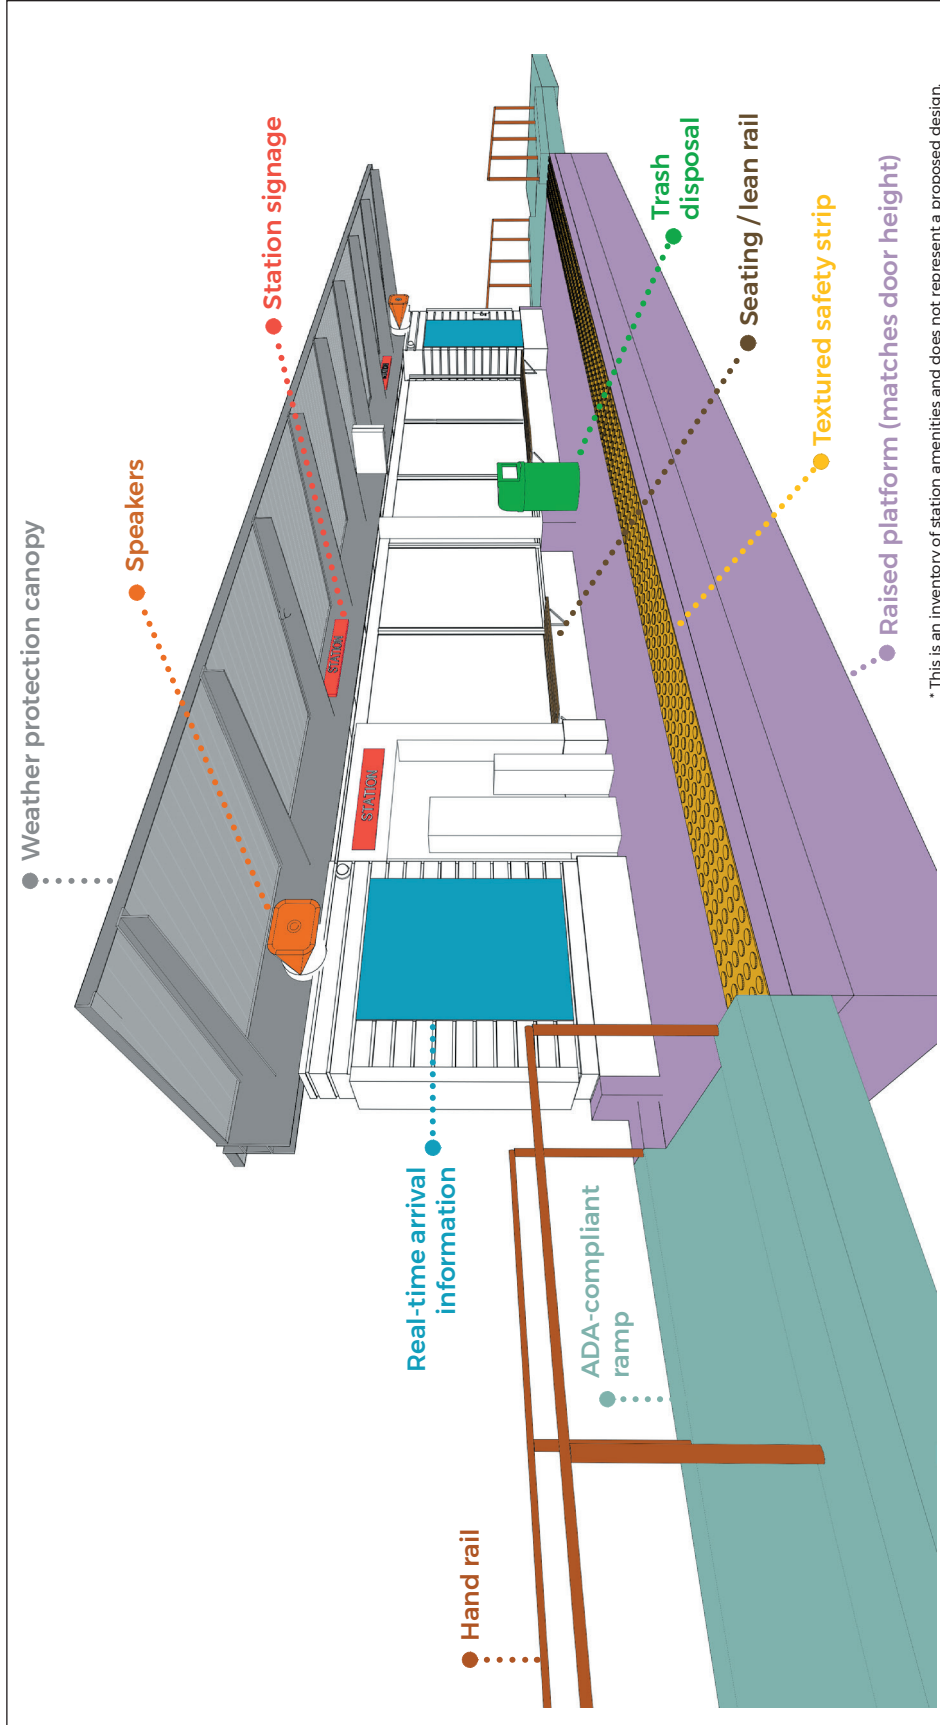 Weather protection canopy
Speakers
Station signage
STATION
STATION
Real-time arrival
information
Hand rail
ADA-compliant
ramp
Trash
disposal
Seating / lean rail
Textured safety strip
Raised platform (matches door height)
* This is an inventory of station amenities and does not represent a proposed design.